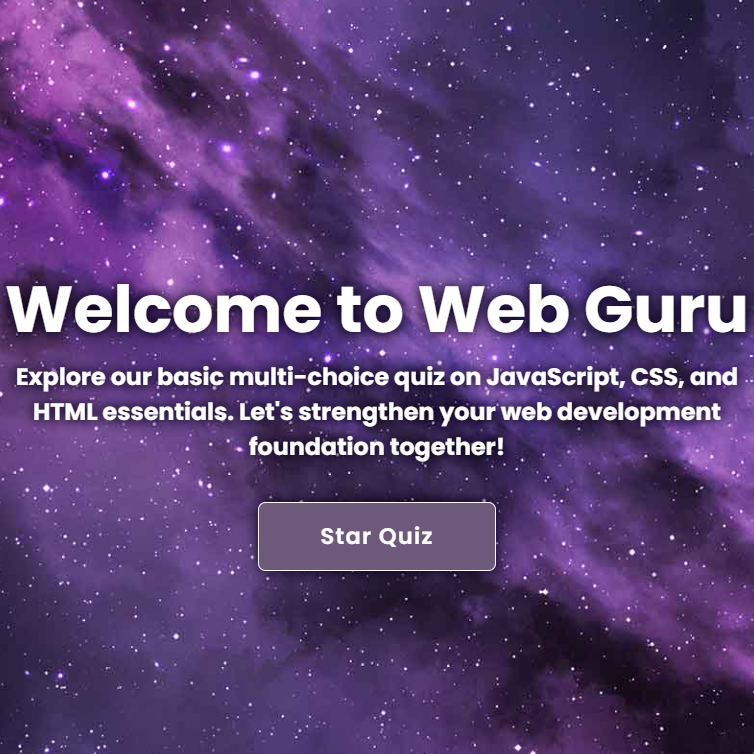 Welcome to Web Guru
Explore our basic multi-choice quiz on JavaScript, CSS, and
HTML essentials. Let's strengthen your web development
foundation together!
Star Quiz